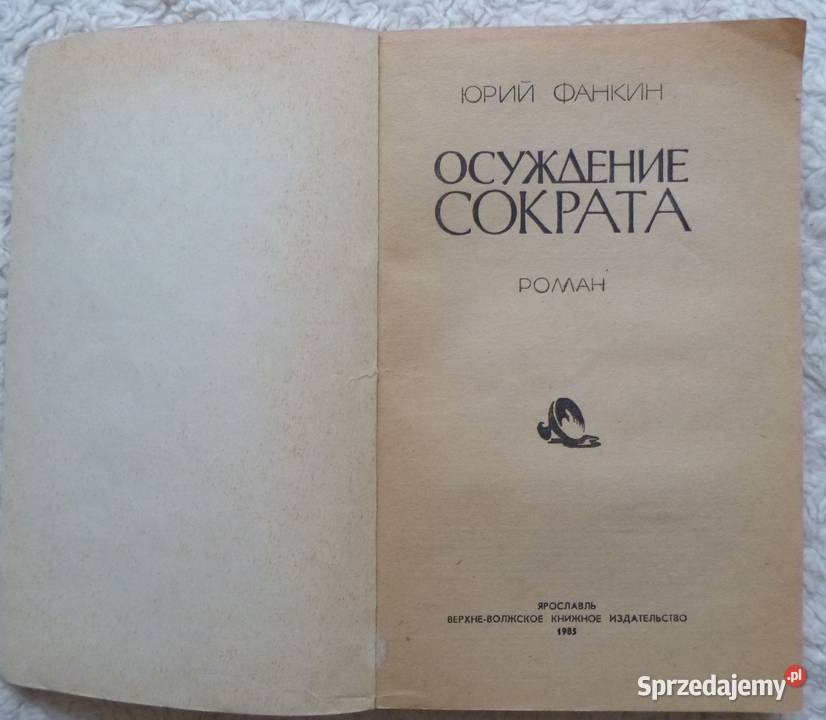 ЮРИЙ ФАНКИН
ОСУЖДЕНИЕ
СОКРАТА
РОМАН
ЯРОСЛАВЛЬ
ВЕРХНЕ-ВОЛЖСКОЕ КНИЖНОЕ ИЗДАТЕЛЬСТВО
1985
Sprzedajemy.pl